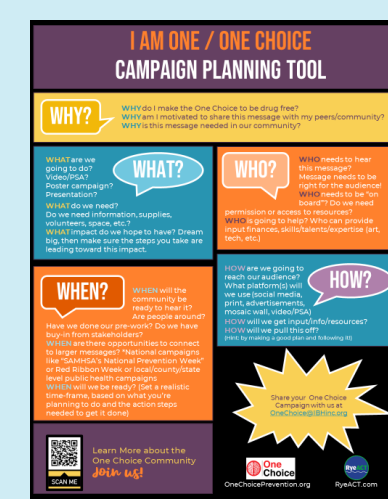 I AM ONE / ONE CHOICE
CAMPAIGN PLANNING TOOL
WHY?
WHY do I make the One Choice to be drug free?
WHY am I motivated to share this message with my peers/community?
WHY is this message needed in our community?
WHAT are we
going to do?
Video/PSA?
Poster campaign?
Presentation?
WHAT?
WHAT do we need?
Do we need information, supplies,
volunteers, space, etc.?
WHAT impact do we hope to have? Dream
big, then make sure the steps you take are
leading toward this impact.
WHO?
WHO needs to hear
this message?
Message needs to be
right for the audience!
WHO needs to be "on
board"? Do we need
permission or access to resources?
WHO is going to help? Who can provide
input finances, skills/talents/expertise (art,
tech, etc.)
WHEN?
WHEN will the
community be
ready to hear it?
Are people around?
Have we done our pre-work? Do we have
buy-in from stakeholders?
WHEN are there opportunities to connect
to larger messages? *National campaigns
like "SAMHSA's National Prevention Week"
or Red Ribbon Week or local/county/state
level public health campaigns
WHEN will we be ready? (Set a realistic
time-frame, based on what you're
planning to do and the action steps
needed to get it done)
HOW are we going to
reach our audience?
What platform(s) will
we use (social media,
print, advertisements,
mosaic wall, video/PSA)
HOW?
HOW will we get input/info/resources?
HOW will we pull this off?
(Hint: by making a good plan and following it!)
Share your One Choice
Campaign with us at
OneChoice@IBHinc.org
SCAN ME
Learn More about the
One Choice Community
Join us!
One
Choice
OneChoicePrevention.org
RyeACT
RyeACT.com